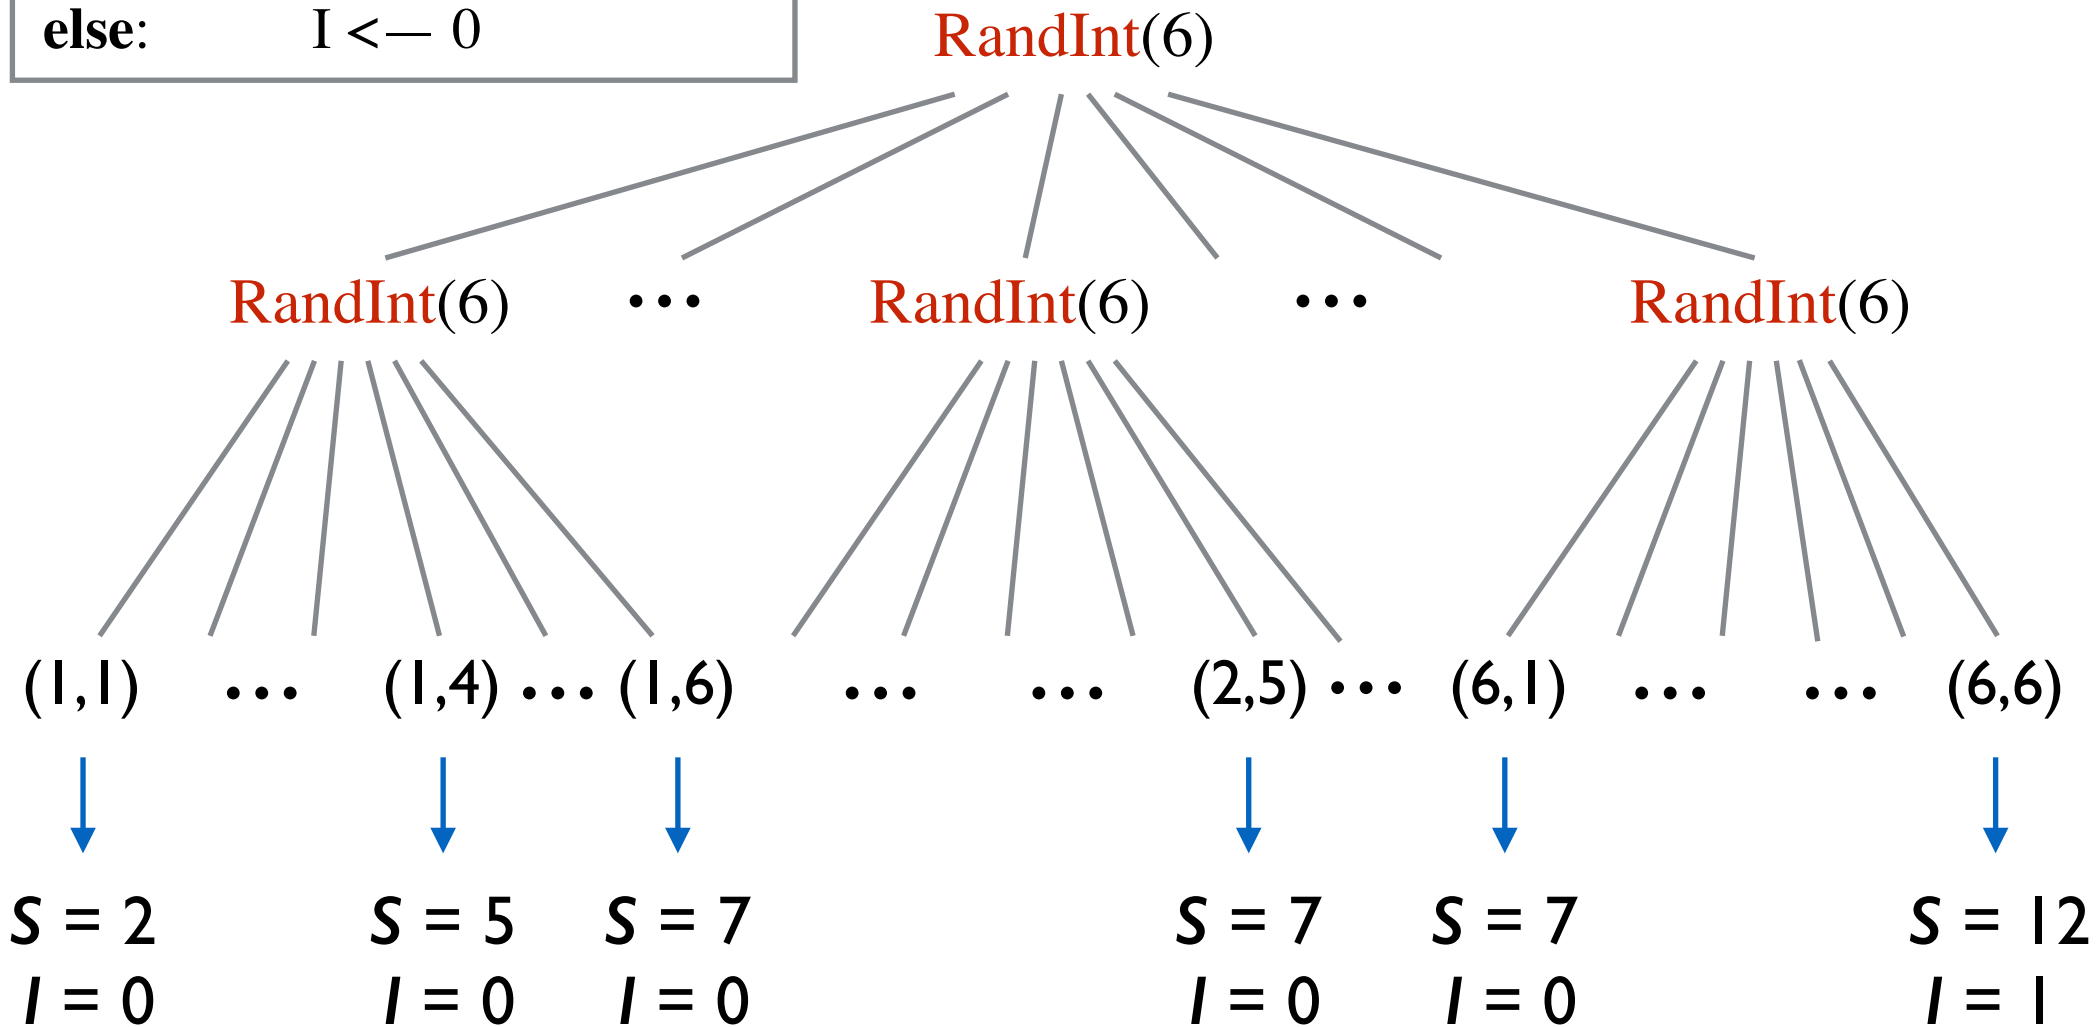 else: I <— 0
RandInt(6)
RandInt(6) ... RandInt(6) ... RandInt(6)
(1,1) ... (1,4) ... (1,6) ... ... (2,5) ... (6,1) ... ... (6,6)
S = 2 S = 5 S = 7 S = 7 S = 7 S = 12
I = 0 I = 0 I = 0 I = 0 I = 0 I = 1